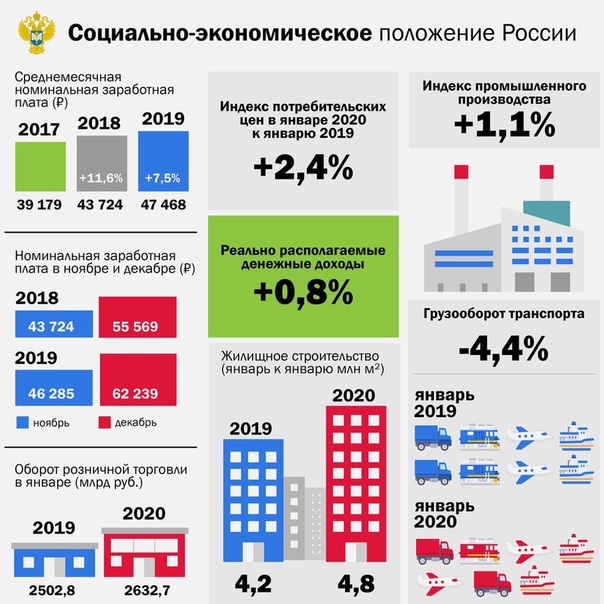 Социально-экономическое положение России
Среднемесячная
номинальная заработная
плата (₽)
2017 2018 2019
+11,6% +7,5%
39 179 43 724 47 468
Номинальная заработная
плата в ноябре и декабре (₽)
2018
43 724 55 569
2019
46 285 62 239
ноябрь декабрь
Оборот розничной торговли
в январе (млрд руб.)
2019 2020
2502,8 2632,7
Индекс потребительских
цен в январе 2020
к январю 2019
+2,4%
Реально располагаемые
денежные доходы
+0,8%
Жилищное строительство
(январь к январю млн м²)
2019 2020
4,2 4,8
Индекс промышленного
производства
+1,1%
Грузооборот транспорта
-4,4%
январь
2019
январь
2020